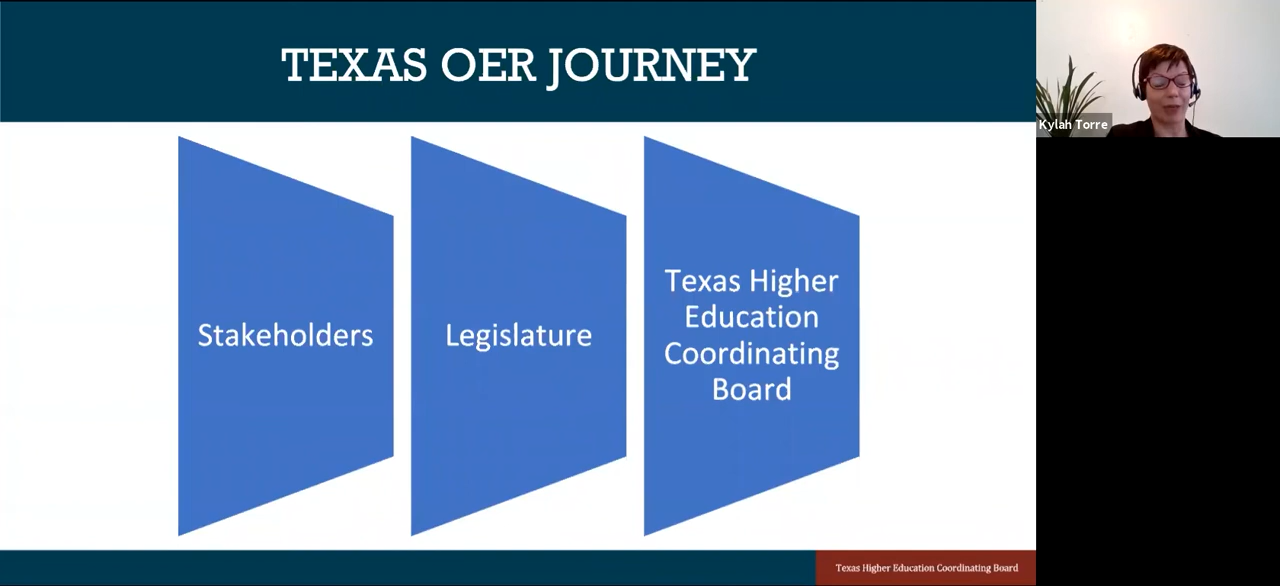 TEXAS OER JOURNEY
Kylah Torre
Stakeholders
Legislature
Texas Higher
Education
Coordinating
Board
Texas Higher Education Coordinating Board